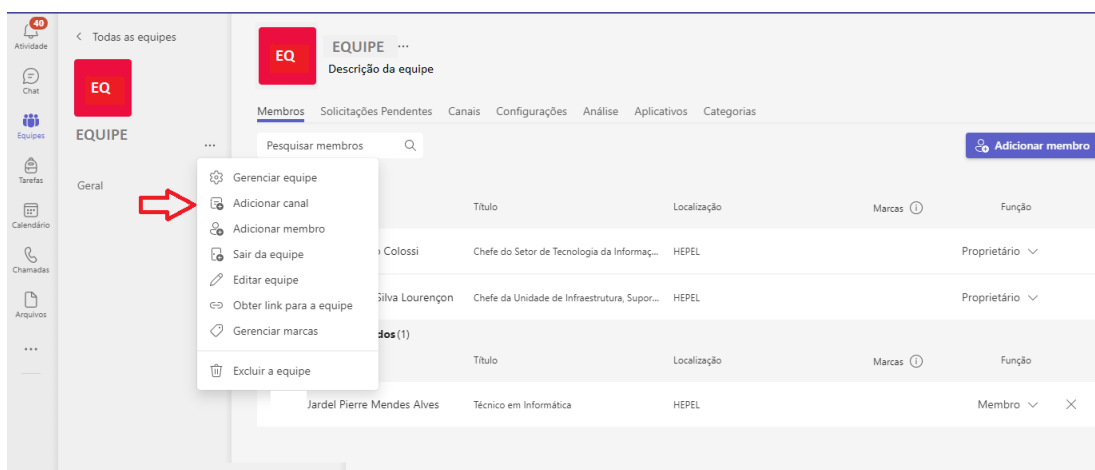 40
Atividade
Chat
Equipes
Tarefas
Calendário
Chamadas
Arquivos
...
Todas as equipes
EQ
EQUIPE
...
Geral
Gerenciar equipe
Adicionar canal
Adicionar membro
Sair da equipe
Editar equipe
Obter link para a equipe
Gerenciar marcas
Excluir a equipe
EQ
EQUIPE ...
Descrição da equipe
Membros Solicitações Pendentes Canais Configurações Análise Aplicativos Categorias
Pesquisar membros
Adicionar membro
Título Localização Marcas Função
Colossi Chefe do Setor de Tecnologia da Informaç... HEPEL Proprietário
Silva Lourençon Chefe da Unidade de Infraestrutura, Supor... HEPEL Proprietário
dos (1)
Título Localização Marcas Função
Jardel Pierre Mendes Alves Técnico em Informática HEPEL Membro